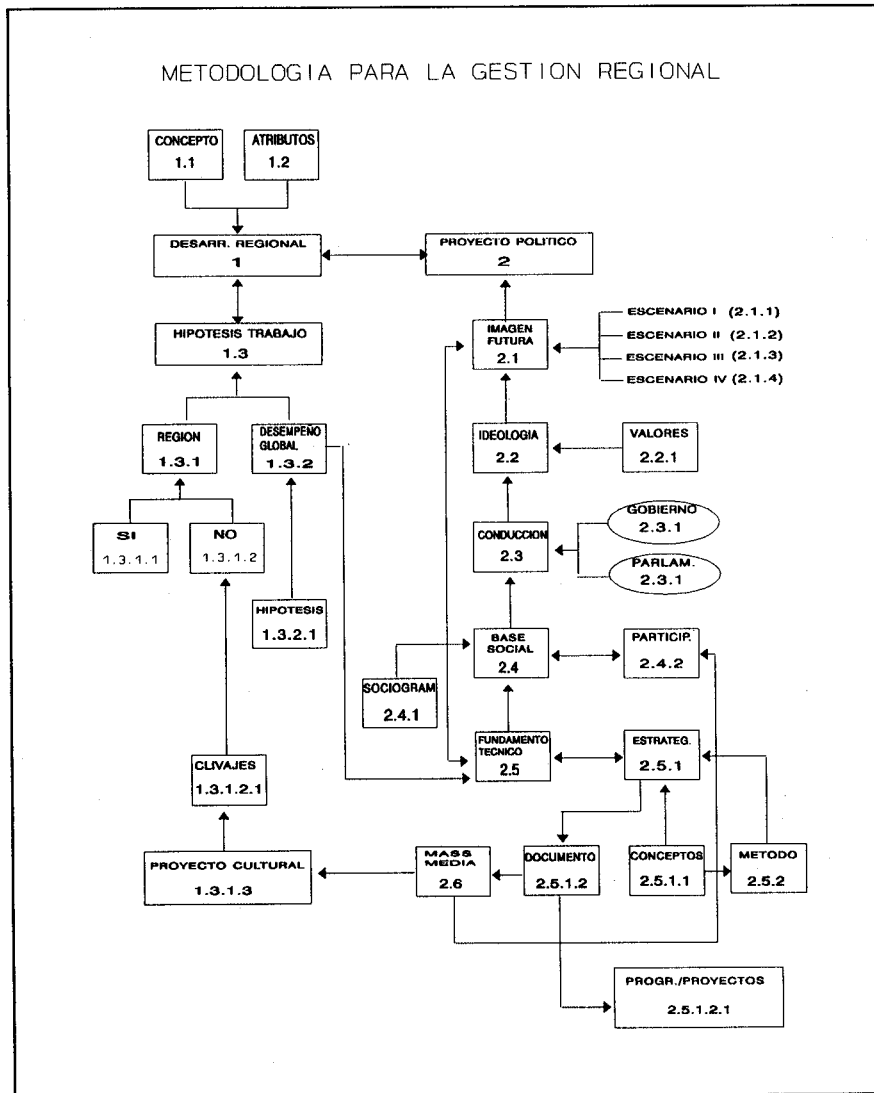 METODOLOGIA PARA LA GESTION REGIONAL
CONCEPTO
1.1
ATRIBUTOS
1.2
DESARR. REGIONAL
1
PROYECTO POLITICO
2
HIPOTESIS TRABAJO
1.3
IMAGEN
FUTURA
2.1
ESCENARIO I (2.1.1)
ESCENARIO II (2.1.2)
ESCENARIO III (2.1.3)
ESCENARIO IV (2.1.4)
REGION
1.3.1
DESEMPEÑO
GLOBAL
1.3.2
IDEOLOGIA
2.2
VALORES
2.2.1
SI
1.3.1.1
NO
1.3.1.2
CONDUCCION
2.3
GOBIERNO
2.3.1
PARLAM.
2.3.1
HIPOTESIS
1.3.2.1
BASE
SOCIAL
2.4
PARTICIP.
2.4.2
SOCIOGRAM
2.4.1
FUNDAMENTO
TECNICO
2.5
ESTRATEG.
2.5.1
CLIVAJES
1.3.1.2.1
PROYECTO CULTURAL
1.3.1.3
MASS
MEDIA
2.6
DOCUMENTO
2.5.1.2
CONCEPTOS
2.5.1.1
METODO
2.5.2
PROGR./PROYECTOS
2.5.1.2.1